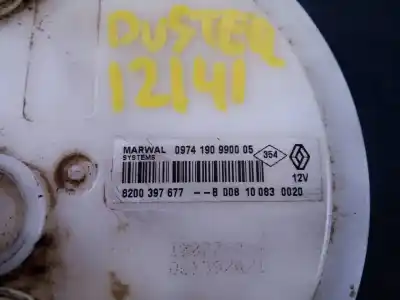 DUSTER
12141
MARWAL 0974 190 9900 05 354
SYSTEMS
12V
8200 397 677 --B 008 10 063 0020